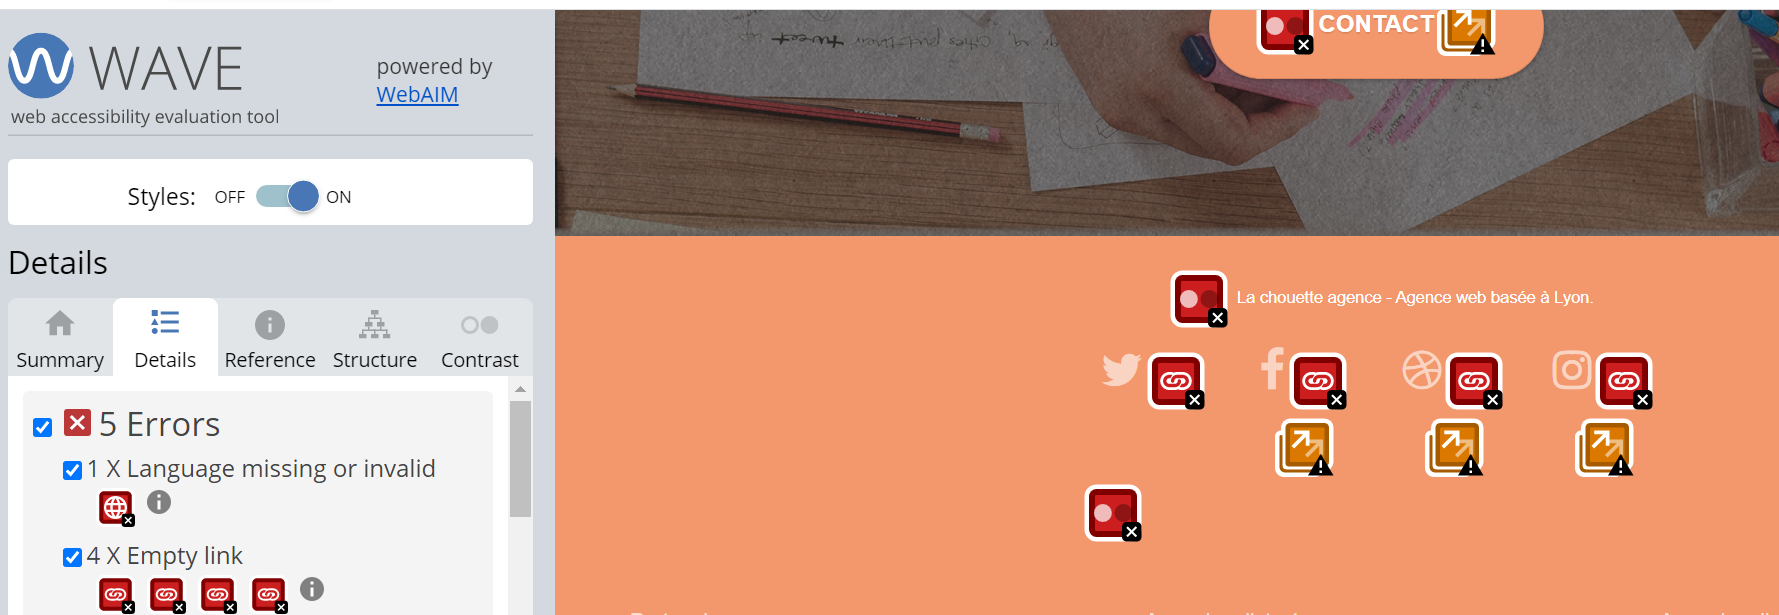 WAVE
powered by
WebAIM
web accessibility evaluation tool
Styles: OFF ON
Details
Summary Details Reference Structure Contrast
5 Errors
1 X Language missing or invalid
4 X Empty link
CONTACT
La chouette agence - Agence web basée à Lyon.